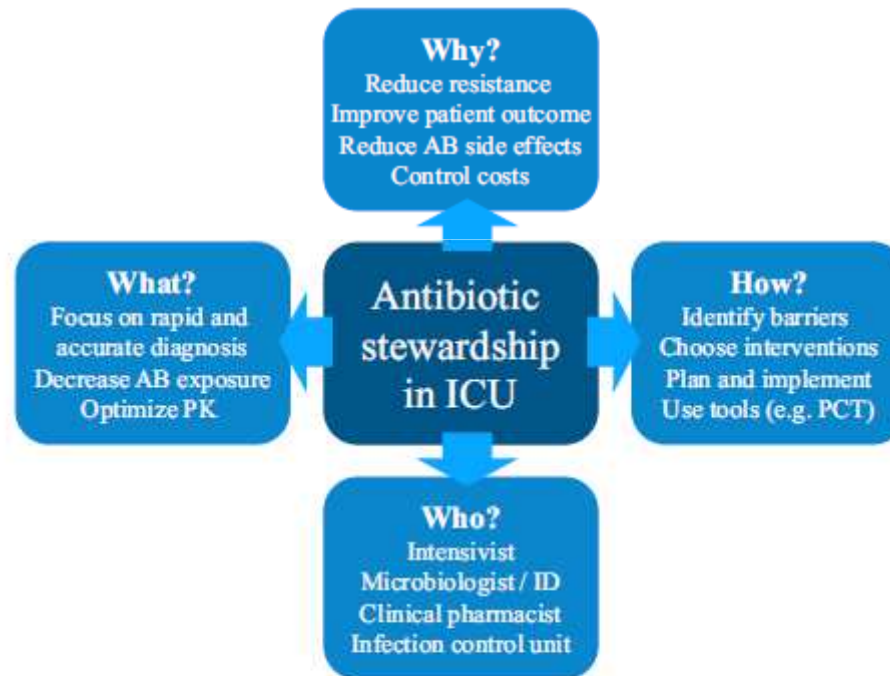 Why?
Reduce resistance
Improve patient outcome
Reduce AB side effects
Control costs
What?
Focus on rapid and
accurate diagnosis
Decrease AB exposure
Optimize PK
Antibiotic
stewardship
in ICU
How?
Identify barriers
Choose interventions
Plan and implement
Use tools (e.g. PCT)
Who?
Intensivist
Microbiologist / ID
Clinical pharmacist
Infection control unit